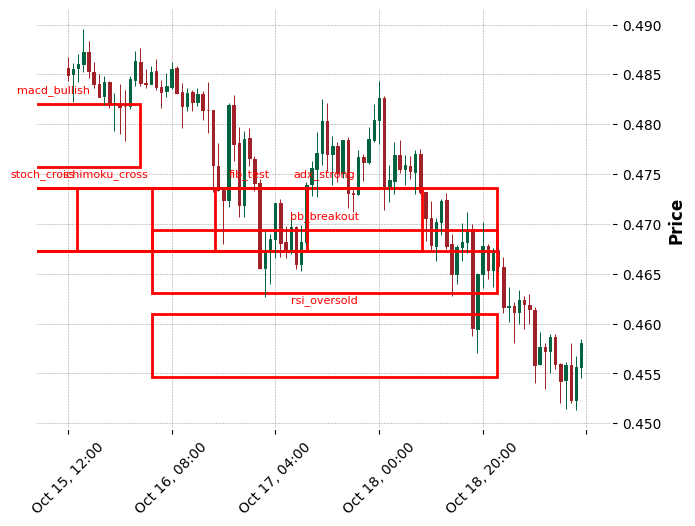 0.490
0.485
macd_bullish
0.480
stoch_cross
ichimoku_cross
fib_test
adx_strong
0.475
bb_breakout
0.470
Price
0.465
rsi_oversold
0.460
0.455
0.450
Oct 15, 12:00
Oct 16, 08:00
Oct 17, 04:00
Oct 18, 00:00
Oct 18, 20:00